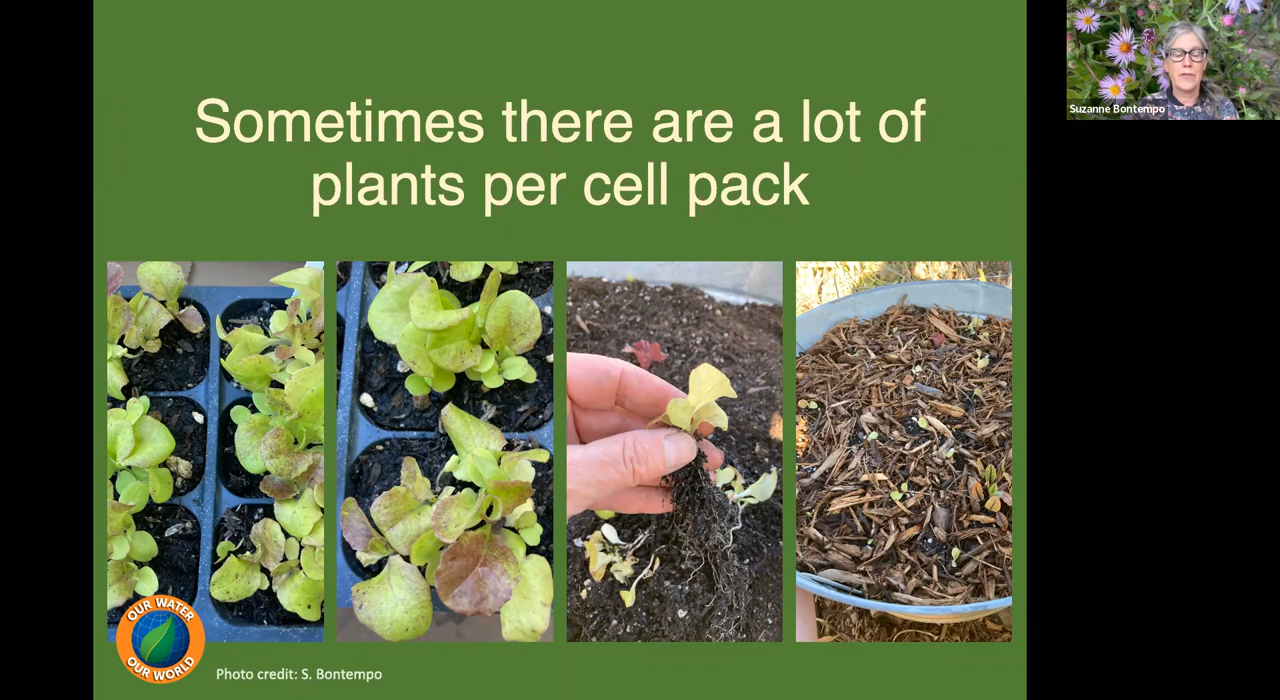 Sometimes there are a lot of
plants per cell pack
Suzanne Bontempo
OUR WATER
OUR WORLD
Photo credit: S. Bontempo